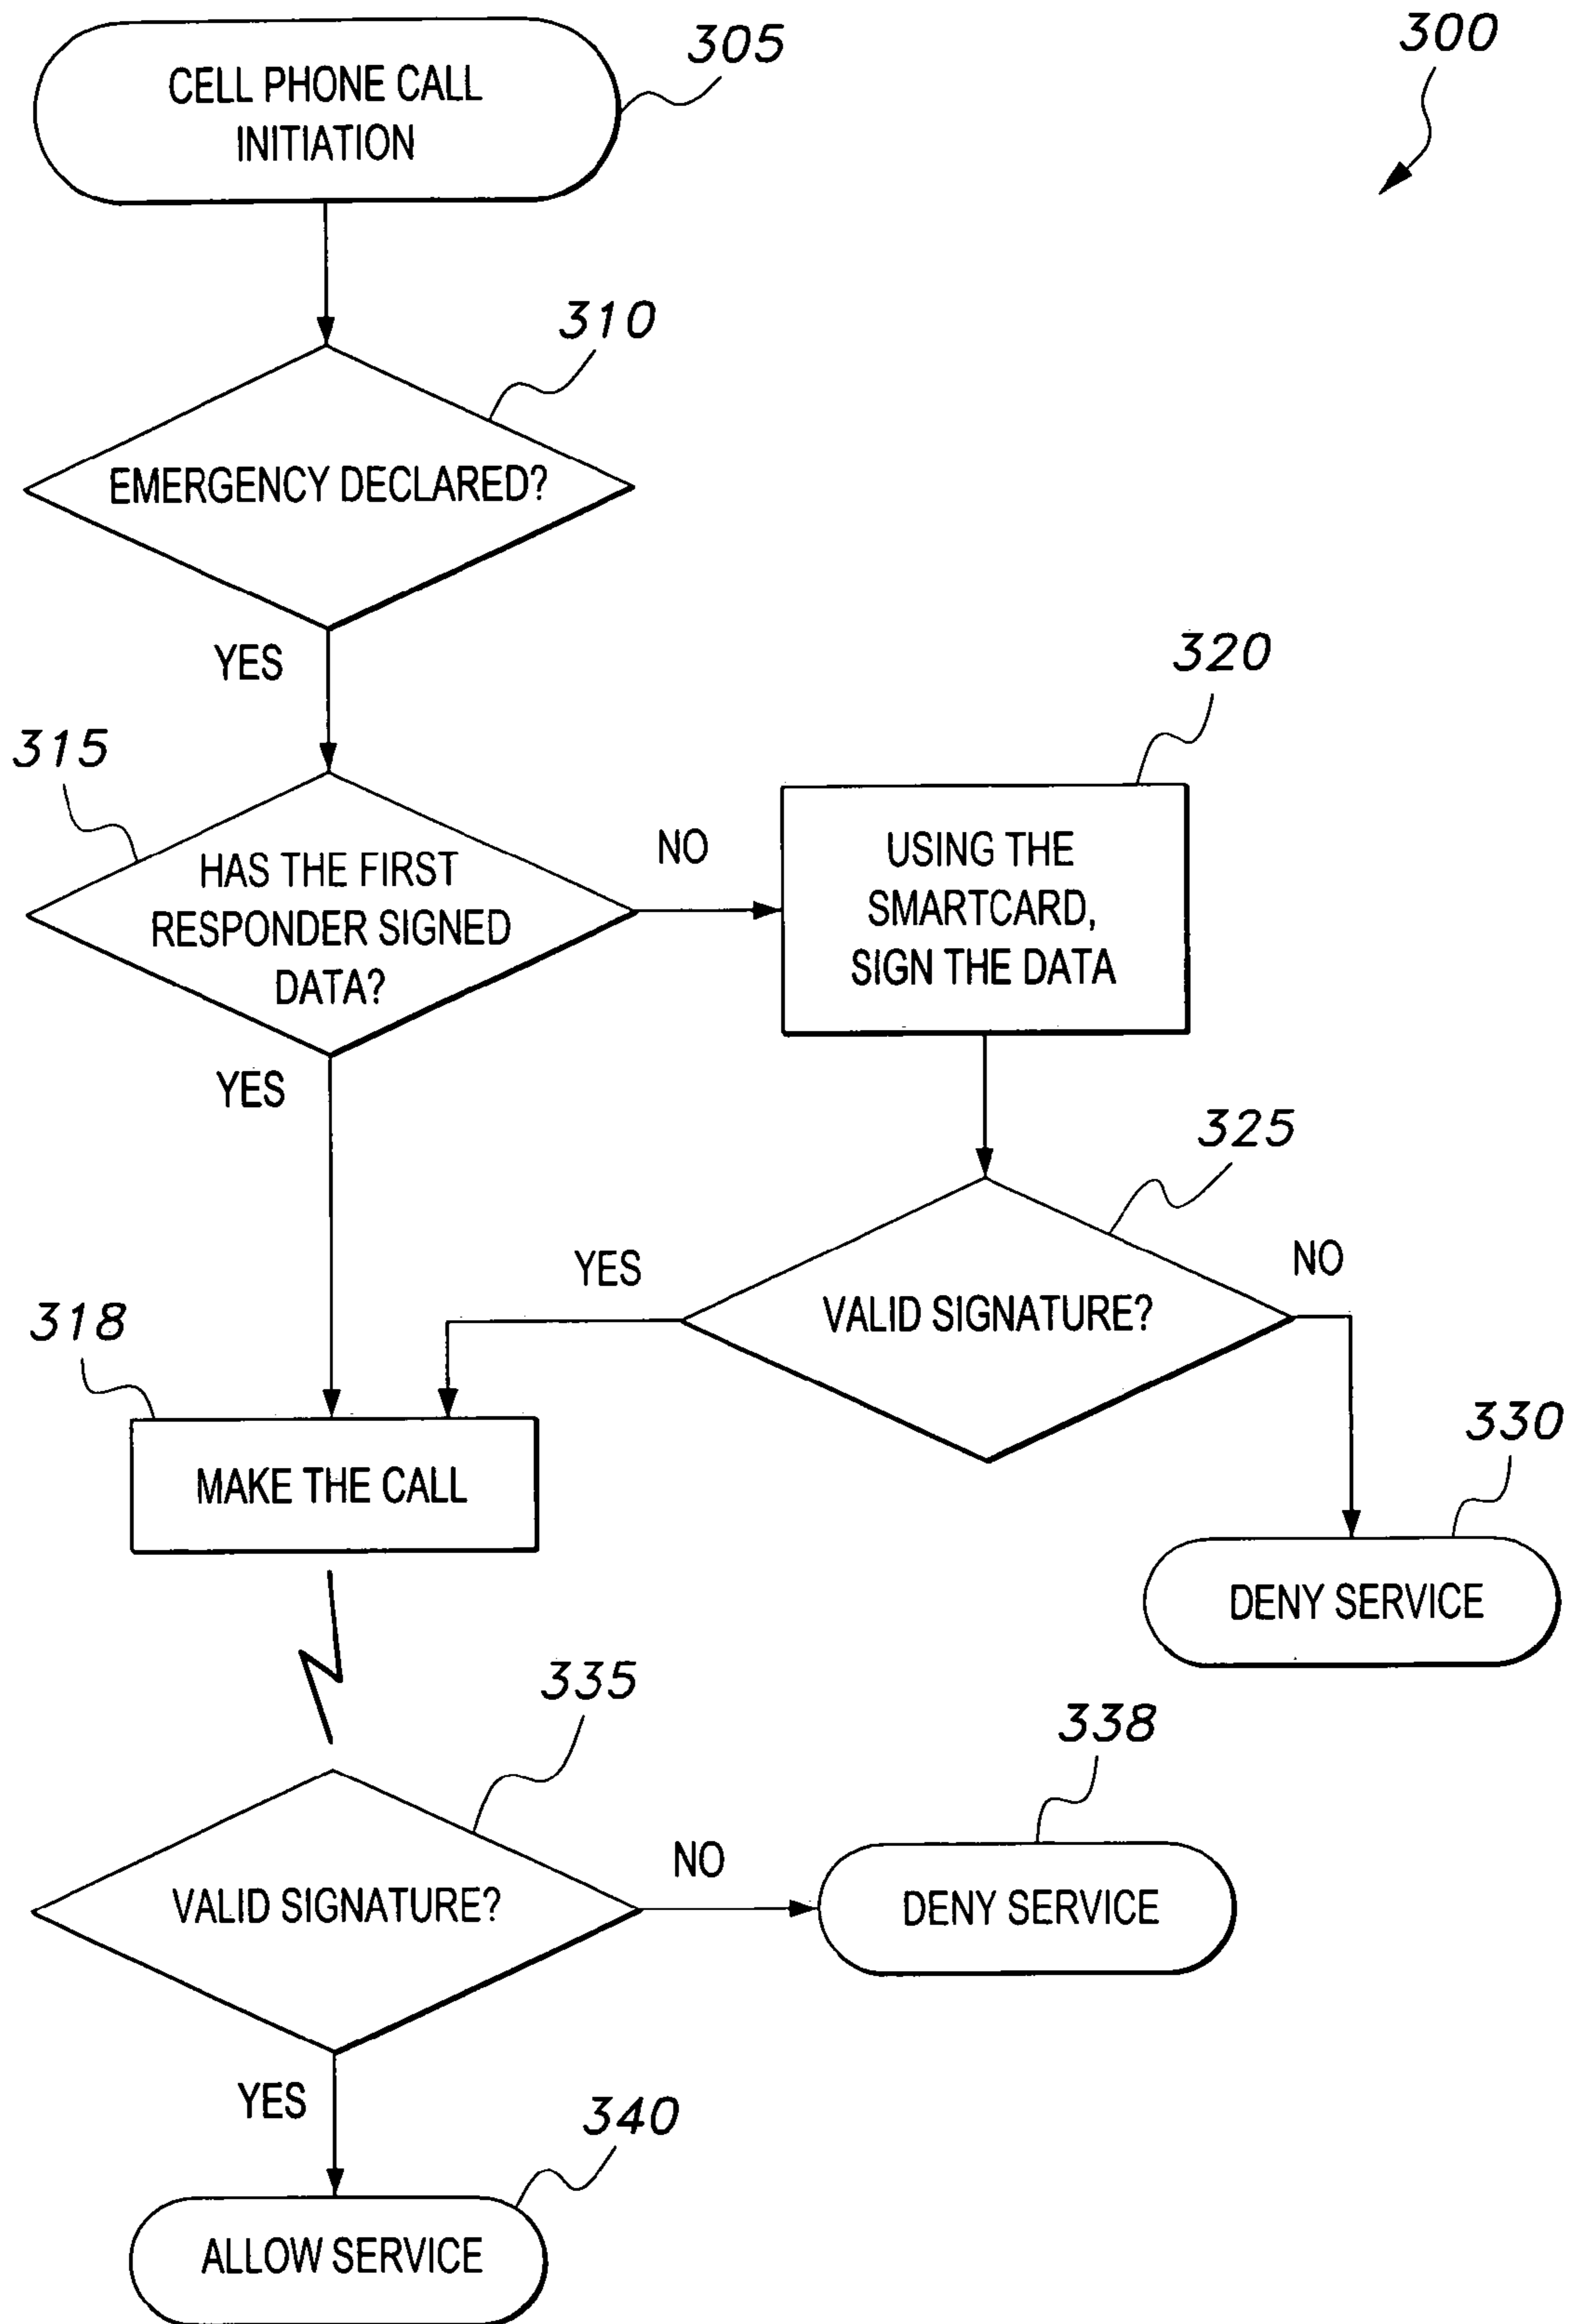 305
300
CELL PHONE CALL
INITIATION
310
EMERGENCY DECLARED?
YES
320
315
NO
USING THE
SMARTCARD,
SIGN THE DATA
HAS THE FIRST
RESPONDER SIGNED
DATA?
YES
325
YES
NO
VALID SIGNATURE?
318
330
MAKE THE CALL
DENY SERVICE
335
338
NO
VALID SIGNATURE?
DENY SERVICE
YES
340
ALLOW SERVICE